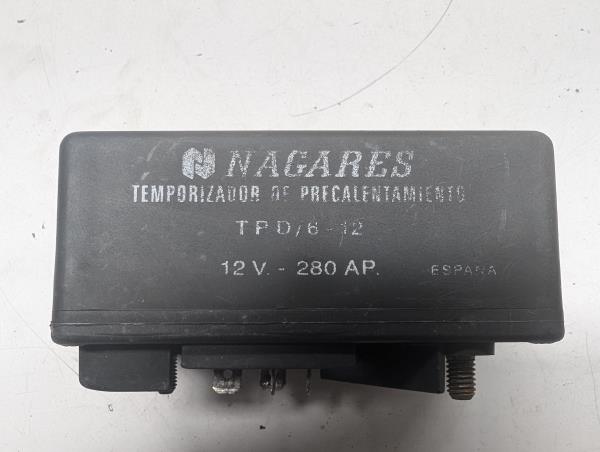 NAGARES
TEMPORIZADOR DE PRECALENTAMIENTO
TPD/6-12
12 V. - 280 AP. ESPAÑA